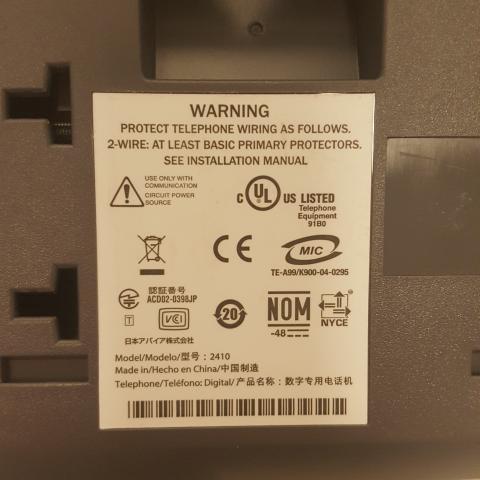 WARNING
PROTECT TELEPHONE WIRING AS FOLLOWS.
2-WIRE: AT LEAST BASIC PRIMARY PROTECTORS.
SEE INSTALLATION MANUAL
USE ONLY WITH
COMMUNICATION
CIRCUIT POWER
SOURCE
C UL US LISTED
Telephone
Equipment
91B0
CE
MIC
TE-A99/K900-04-0295
認証番号
ACD02-0398JP
T
VCCI
20
NOM
-48
NYCE
日本アバイア株式会社
Model/Modelo/型号: 2410
Made in/Hecho en China/中国制造
Telephone/Teléfono: Digital/ 产品名称: 数字专用电话机